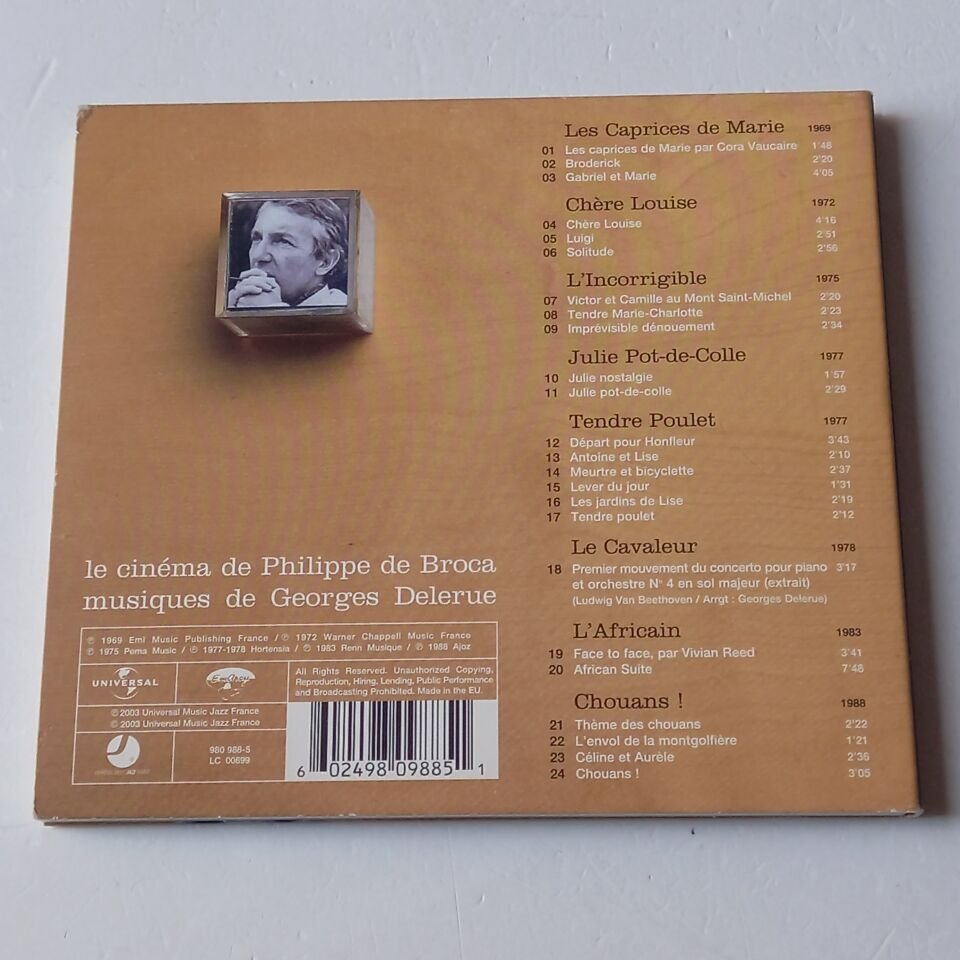 Les Caprices de Marie 1969
01 Les caprices de Marie par Cora Vaucaire 1'48
02 Broderick 2'20
03 Gabriel et Marie 4'05
Chère Louise 1972
04 Chère Louise 4'16
05 Luigi 2'51
06 Solitude 2'56
L'Incorrigible 1975
07 Victor et Camille au Mont Saint-Michel 2'20
08 Tendre Marie-Charlotte 2'23
09 Imprévisible dénouement 2'34
Julie Pot-de-Colle 1977
10 Julie nostalgie 1'57
11 Julie pot-de-colle 2'29
Tendre Poulet 1977
12 Départ pour Honfleur 3'43
13 Antoine et Lise 2'10
14 Meurtre et bicyclette 2'37
15 Lever du jour 1'31
16 Les jardins de Lise 2'19
17 Tendre poulet 2'12
Le Cavaleur 1978
18 Premier mouvement du concerto pour piano 3'17
et orchestre N° 4 en sol majeur (extrait)
(Ludwig Van Beethoven / Arrgt : Georges Delerue)
L'Africain 1983
19 Face to face, par Vivian Reed 3'41
20 African Suite 7'48
Chouans ! 1988
21 Thème des chouans 2'22
22 L'envol de la montgolfière 1'21
23 Céline et Aurèle 2'36
24 Chouans ! 3'05
le cinéma de Philippe de Broca
musiques de Georges Delerue
℗ 1969 Emi Music Publishing France / ℗ 1972 Warner Chappell Music France
℗ 1975 Pema Music / ℗ 1977-1978 Hortensia / ℗ 1983 Renn Musique / ℗ 1988 Ajoz
UNIVERSAL
EmArcy
All Rights Reserved. Unauthorized Copying,
Reproduction, Hiring, Lending, Public Performance
and Broadcasting Prohibited. Made in the EU.
℗ 2003 Universal Music Jazz France
© 2003 Universal Music Jazz France
980 988-5
LC 00699
6 02498 09885 1